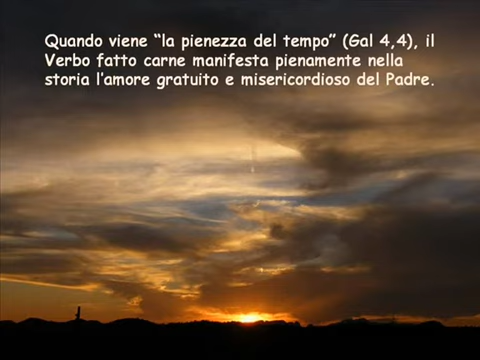 Quando viene “la pienezza del tempo” (Gal 4,4), il
Verbo fatto carne manifesta pienamente nella
storia l’amore gratuito e misericordioso del Padre.